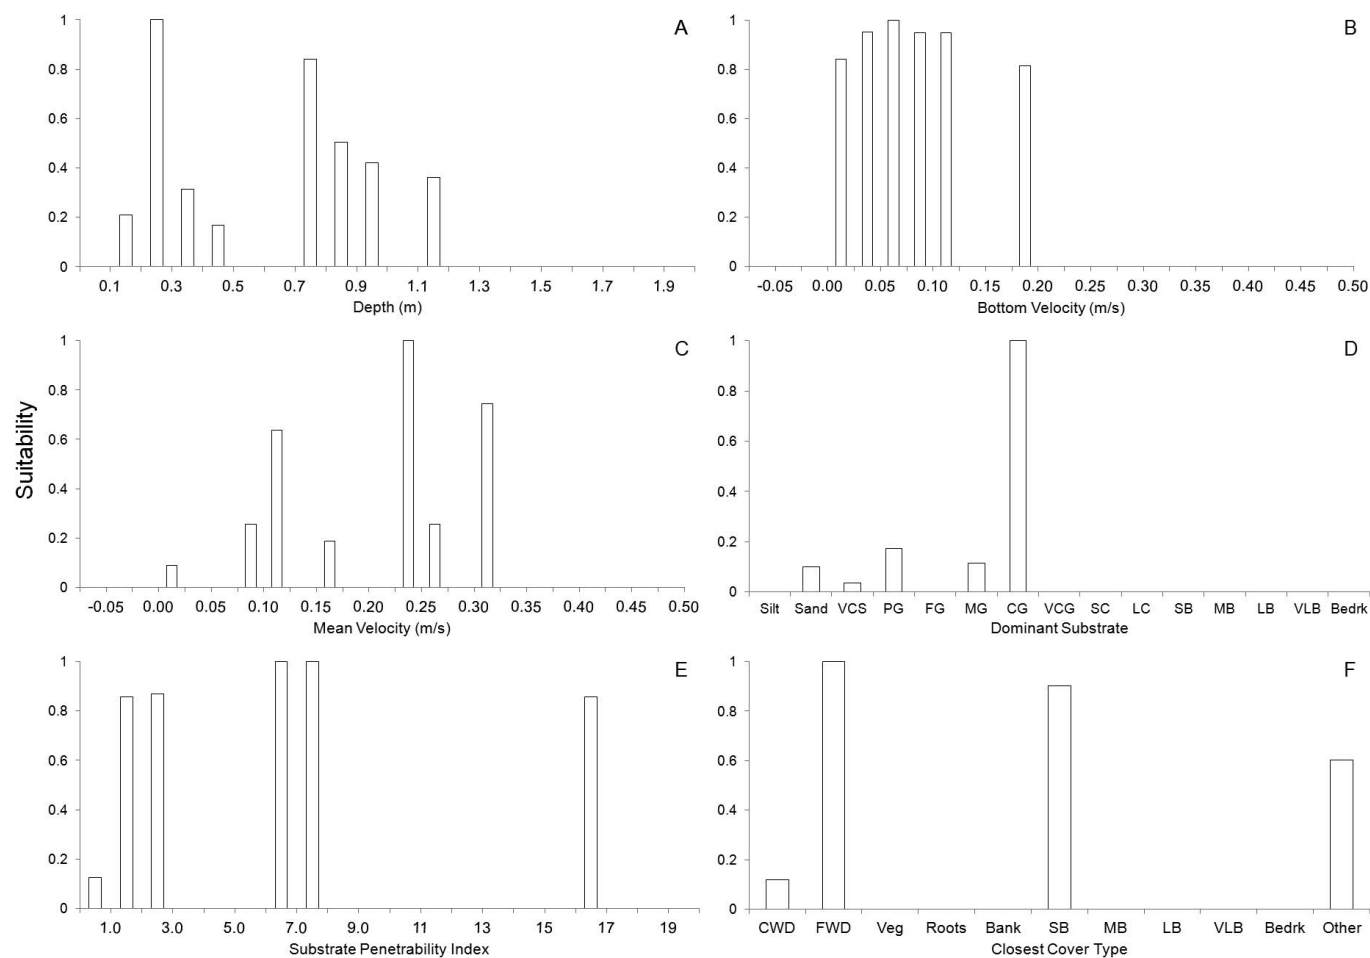 A
1
0.8
0.6
0.4
0.2
0
0.1 0.3 0.5 0.7 0.9 1.1 1.3 1.5 1.7 1.9
Depth (m)
B
1
0.8
0.6
0.4
0.2
0
-0.05 0.00 0.05 0.10 0.15 0.20 0.25 0.30 0.35 0.40 0.45 0.50
Bottom Velocity (m/s)
Suitability
C
1
0.8
0.6
0.4
0.2
0
-0.05 0.00 0.05 0.10 0.15 0.20 0.25 0.30 0.35 0.40 0.45 0.50
Mean Velocity (m/s)
D
1
0.8
0.6
0.4
0.2
0
Silt Sand VCS PG FG MG CG VCG SC LC SB MB LB VLB Bedrk
Dominant Substrate
E
1
0.8
0.6
0.4
0.2
0
1.0 3.0 5.0 7.0 9.0 11 13 15 17 19
Substrate Penetrability Index
F
1
0.8
0.6
0.4
0.2
0
CWD FWD Veg Roots Bank SB MB LB VLB Bedrk Other
Closest Cover Type